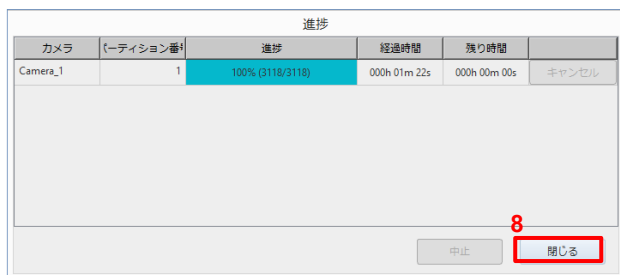 進捗
カメラ パーティション番号 進捗 経過時間 残り時間
Camera_1 1 100% (3118/3118) 000h 01m 22s 000h 00m 00s キャンセル
8
中止 閉じる